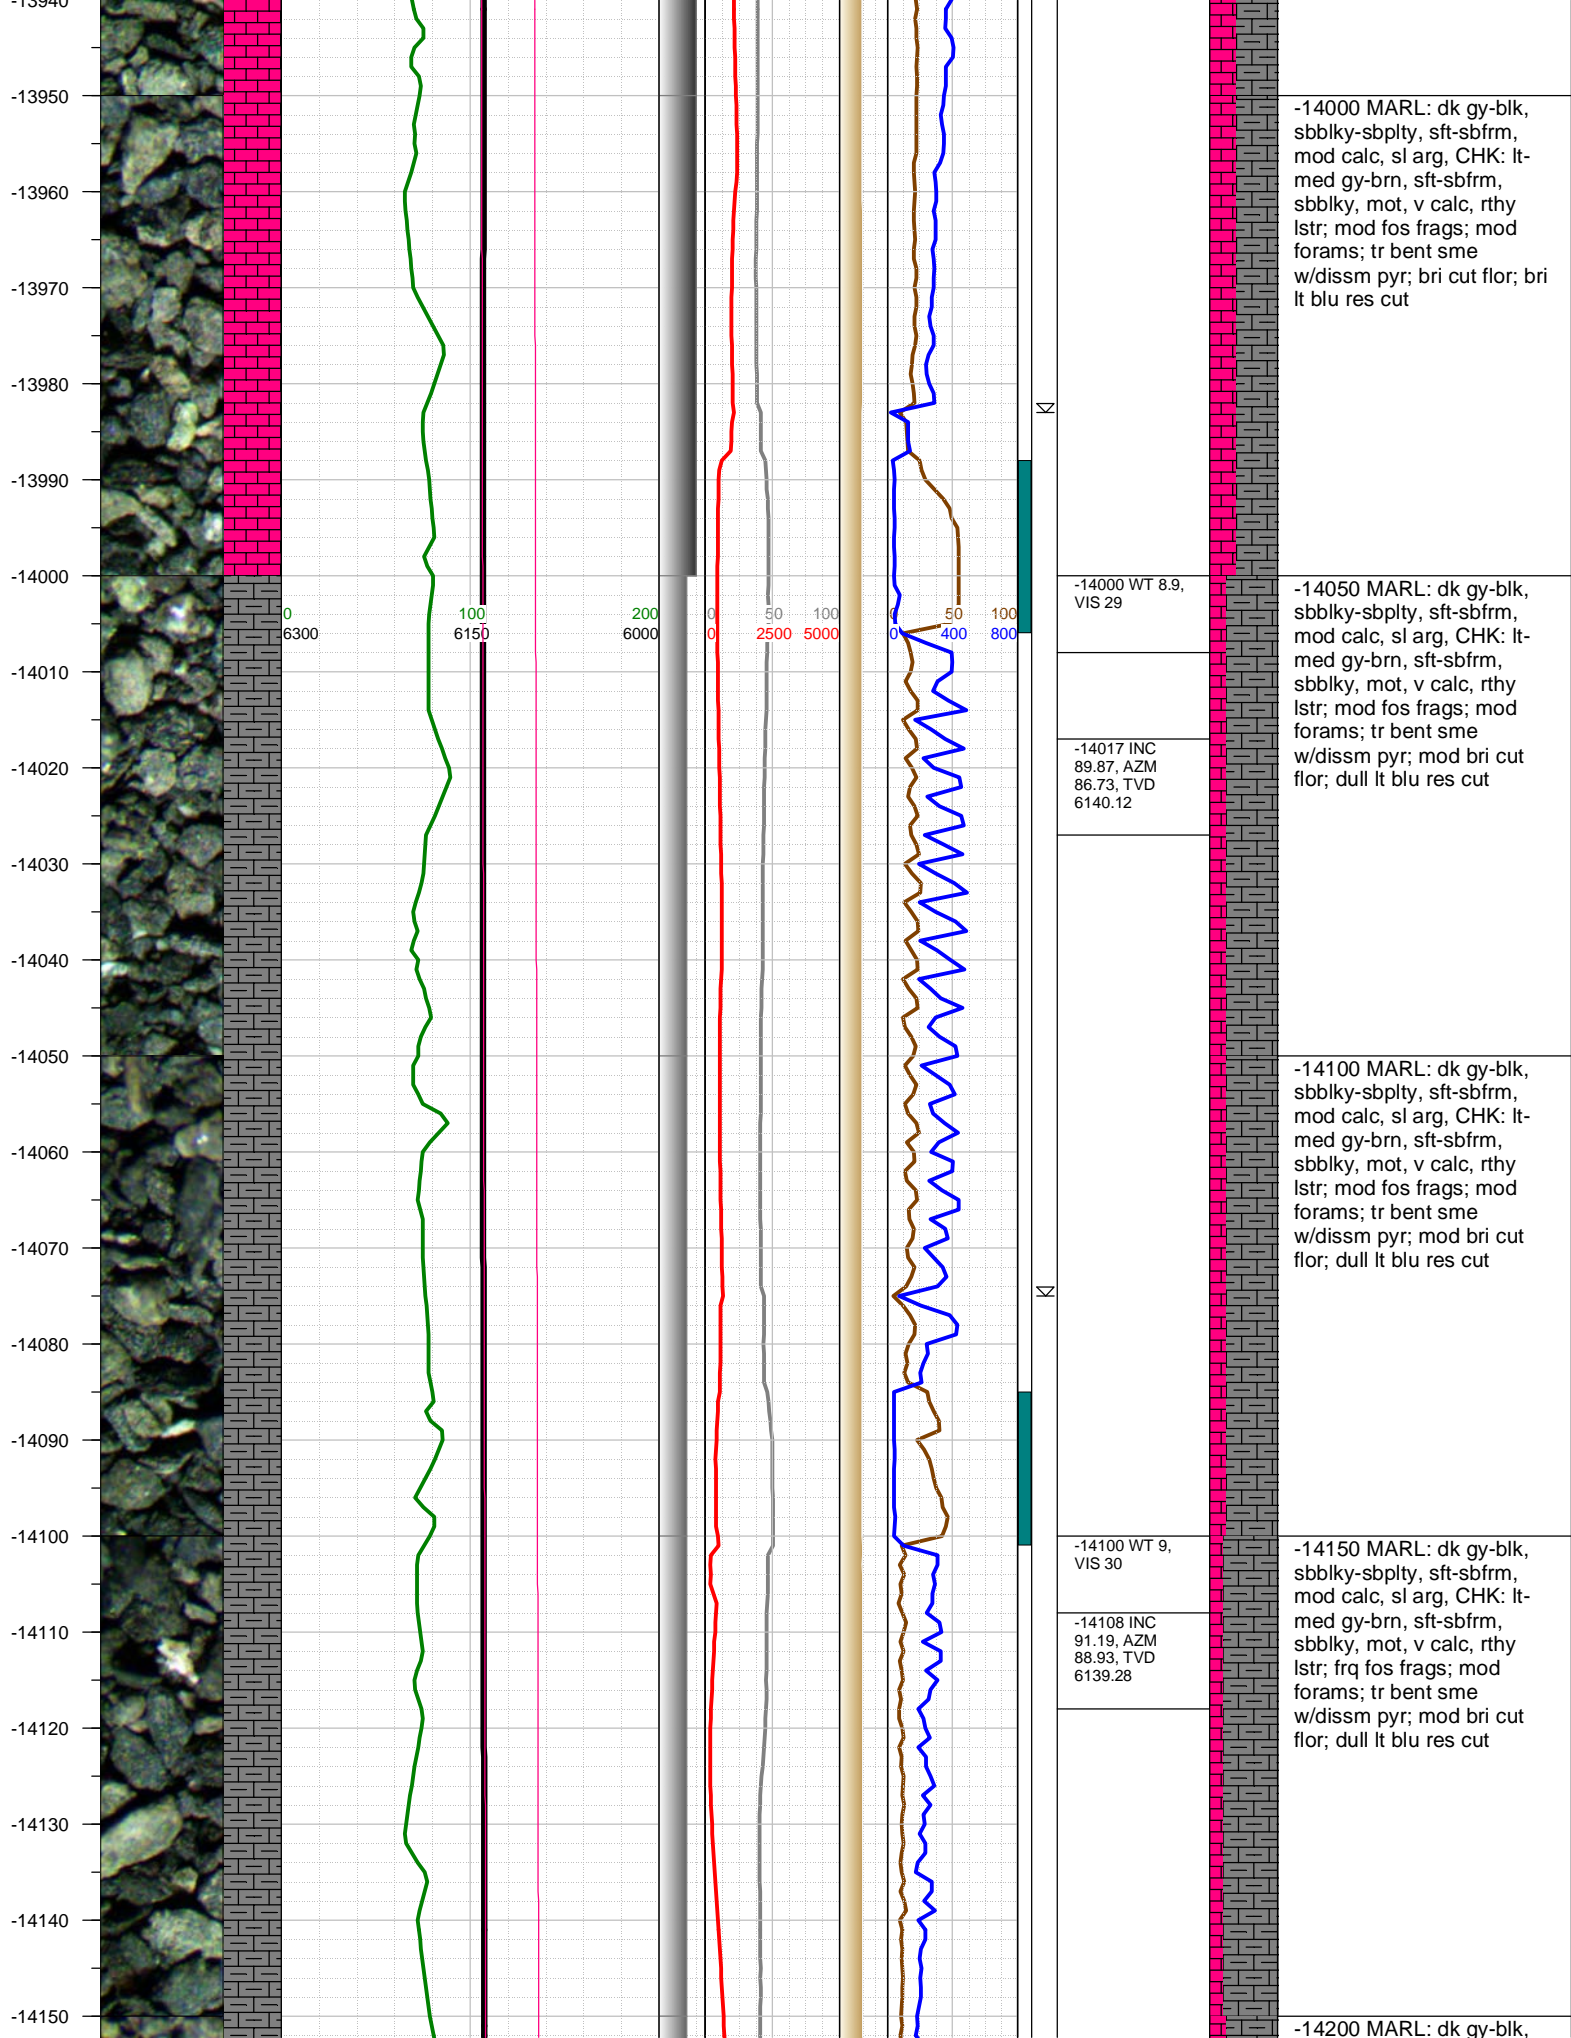 -13940
-13950
-13960
-13970
-13980
-13990
-14000
-14010
-14020
-14030
-14040
-14050
-14060
-14070
-14080
-14090
-14100
-14110
-14120
-14130
-14140
-14150
0 100 200
6300 6150 6000
0 50 100
0 2500 5000
50 100
0 400 800
-14000 WT 8.9,
VIS 29
-14017 INC
89.87, AZM
86.73, TVD
6140.12
-14100 WT 9,
VIS 30
-14108 INC
91.19, AZM
88.93, TVD
6139.28
-14000 MARL: dk gy-blk,
sbblky-sbplty, sft-sbfrm,
mod calc, sl arg, CHK: lt-
med gy-brn, sft-sbfrm,
sbblky, mot, v calc, rthy
lstr; mod fos frags; mod
forams; tr bent sme
w/dissm pyr; bri cut flor; bri
lt blu res cut
-14050 MARL: dk gy-blk,
sbblky-sbplty, sft-sbfrm,
mod calc, sl arg, CHK: lt-
med gy-brn, sft-sbfrm,
sbblky, mot, v calc, rthy
lstr; mod fos frags; mod
forams; tr bent sme
w/dissm pyr; mod bri cut
flor; dull lt blu res cut
-14100 MARL: dk gy-blk,
sbblky-sbplty, sft-sbfrm,
mod calc, sl arg, CHK: lt-
med gy-brn, sft-sbfrm,
sbblky, mot, v calc, rthy
lstr; mod fos frags; mod
forams; tr bent sme
w/dissm pyr; mod bri cut
flor; dull lt blu res cut
-14150 MARL: dk gy-blk,
sbblky-sbplty, sft-sbfrm,
mod calc, sl arg, CHK: lt-
med gy-brn, sft-sbfrm,
sbblky, mot, v calc, rthy
lstr; frq fos frags; mod
forams; tr bent sme
w/dissm pyr; mod bri cut
flor; dull lt blu res cut
-14200 MARL: dk gy-blk,